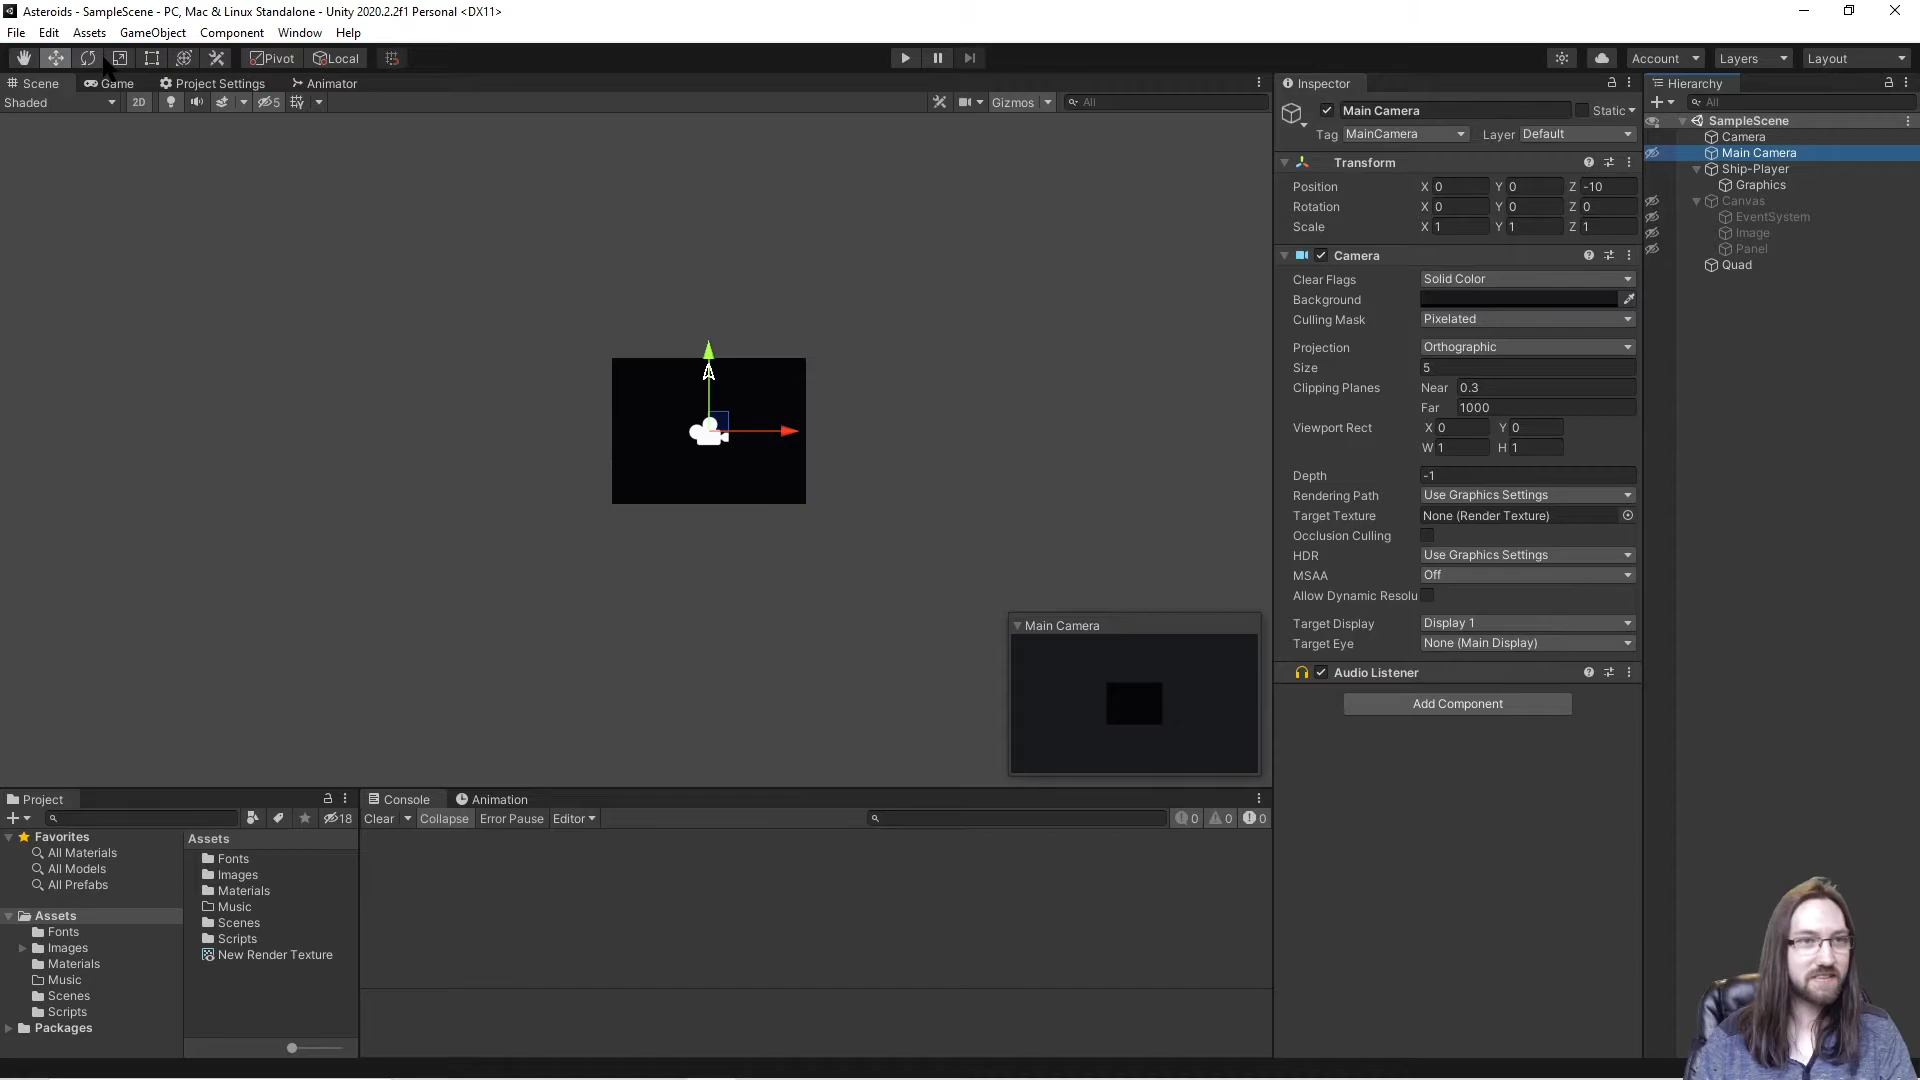 Asteroids - SampleScene - PC, Mac & Linux Standalone - Unity 2020.2.2f1 Personal <DX11>
File Edit Assets GameObject Component Window Help
Pivot Local Account Layers Layout
Scene Game Project Settings Animator
Shaded 2D 5 Gizmos All
Inspector
Main Camera Static
Tag MainCamera Layer Default
Transform
Position X 0 Y 0 Z -10
Rotation X 0 Y 0 Z 0
Scale X 1 Y 1 Z 1
Camera
Clear Flags Solid Color
Background
Culling Mask Pixelated
Projection Orthographic
Size 5
Clipping Planes Near 0.3
Far 1000
Viewport Rect X 0 Y 0
W 1 H 1
Depth -1
Rendering Path Use Graphics Settings
Target Texture None (Render Texture)
Occlusion Culling
HDR Use Graphics Settings
MSAA Off
Allow Dynamic Resolu
Target Display Display 1
Target Eye None (Main Display)
Audio Listener
Add Component
Hierarchy
All
SampleScene
Camera
Main Camera
Ship-Player
Graphics
Canvas
EventSystem
Image
Panel
Quad
Main Camera
Project
18
Favorites
All Materials
All Models
All Prefabs
Assets
Fonts
Images
Materials
Music
Scenes
Scripts
Packages
Assets
Fonts
Images
Materials
Music
Scenes
Scripts
New Render Texture
Console Animation
Clear Collapse Error Pause Editor 0 0 0